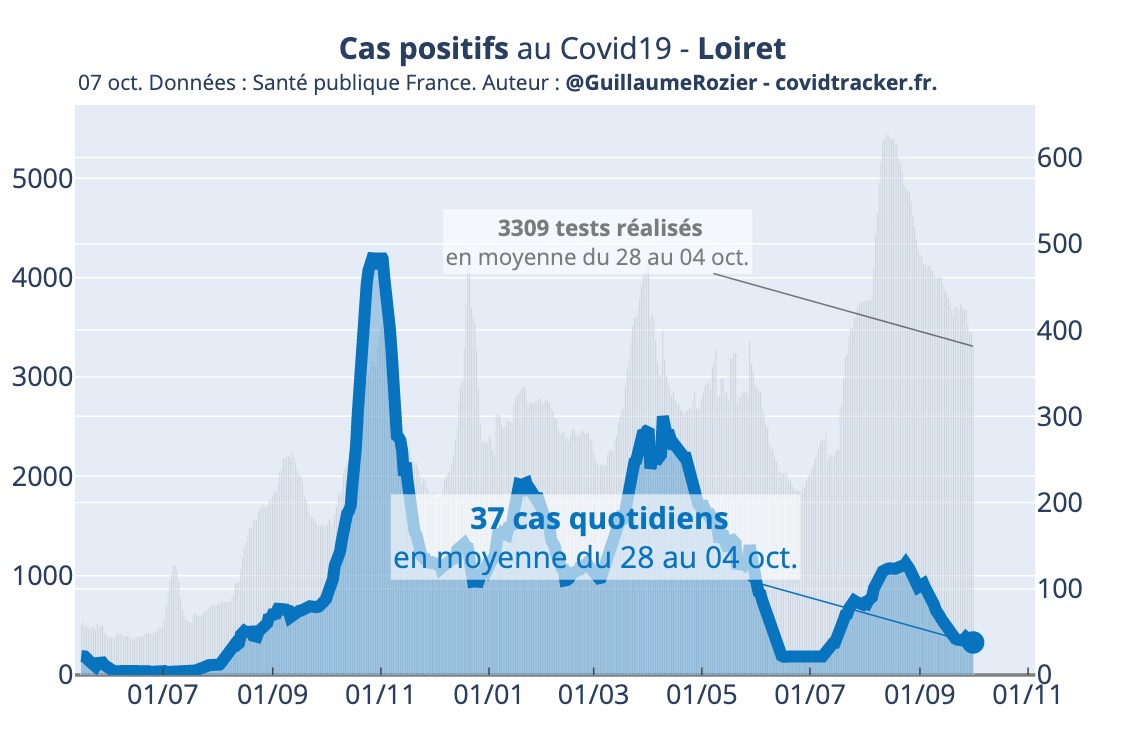 Cas positifs au Covid19 - Loiret
07 oct. Données : Santé publique France. Auteur : @GuillaumeRozier - covidtracker.fr.
5000
4000
3000
2000
1000
0
600
500
400
300
200
100
0
3309 tests réalisés
en moyenne du 28 au 04 oct.
37 cas quotidiens
en moyenne du 28 au 04 oct.
01/07 01/09 01/11 01/01 01/03 01/05 01/07 01/09 01/11